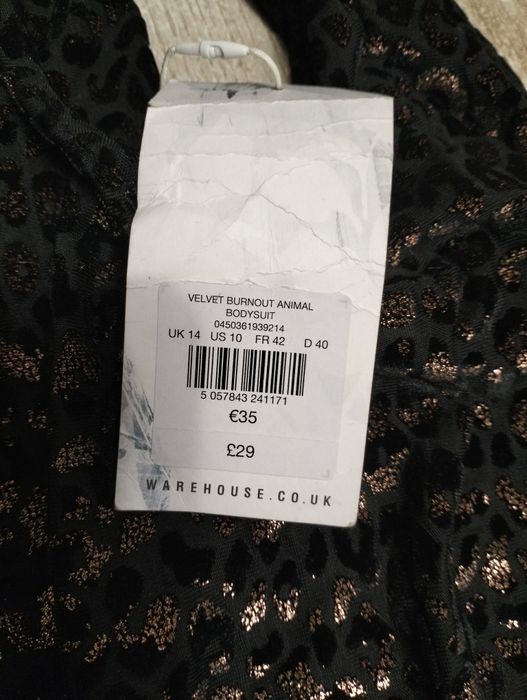 VELVET BURNOUT ANIMAL
BODYSUIT
0450361939214
UK 14 US 10 FR 42 D 40
5 057843 241171
€35
£29
WAREHOUSE.CO.UK